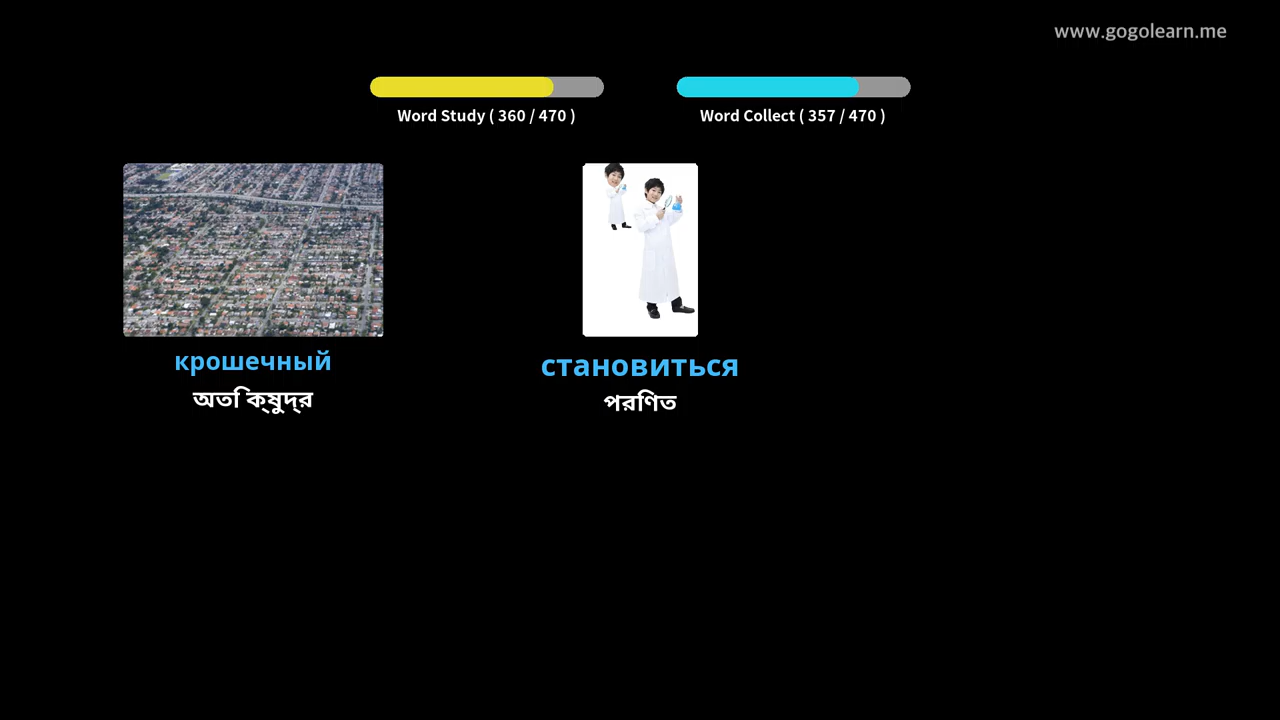 www.gogolearn.me
Word Study ( 360 / 470 )
Word Collect ( 357 / 470 )
крошечный
অতি ক্ষুদ্র
становиться
পরিণত